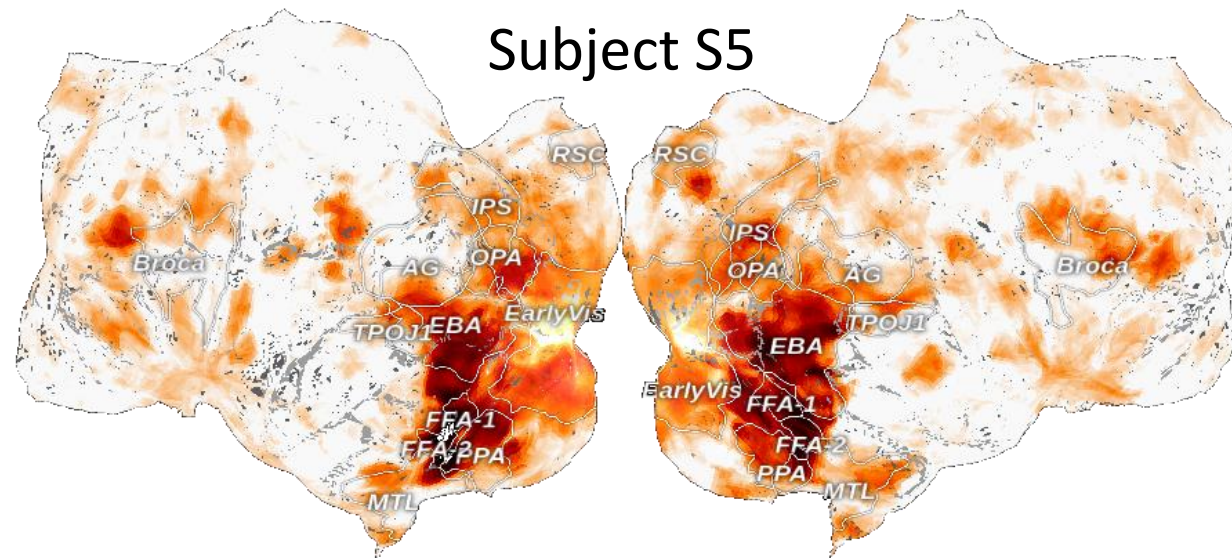 Subject S5
RSC
RSC
IPS
IPS
Broca
AG
OPA
OPA
AG
Broca
TPOJ1
EBA
EarlyVis
EBA
TPOJ1
EarlyVis
FFA-1
FFA-1
FFA-2
PPA
FFA-2
PPA
MTL
MTL